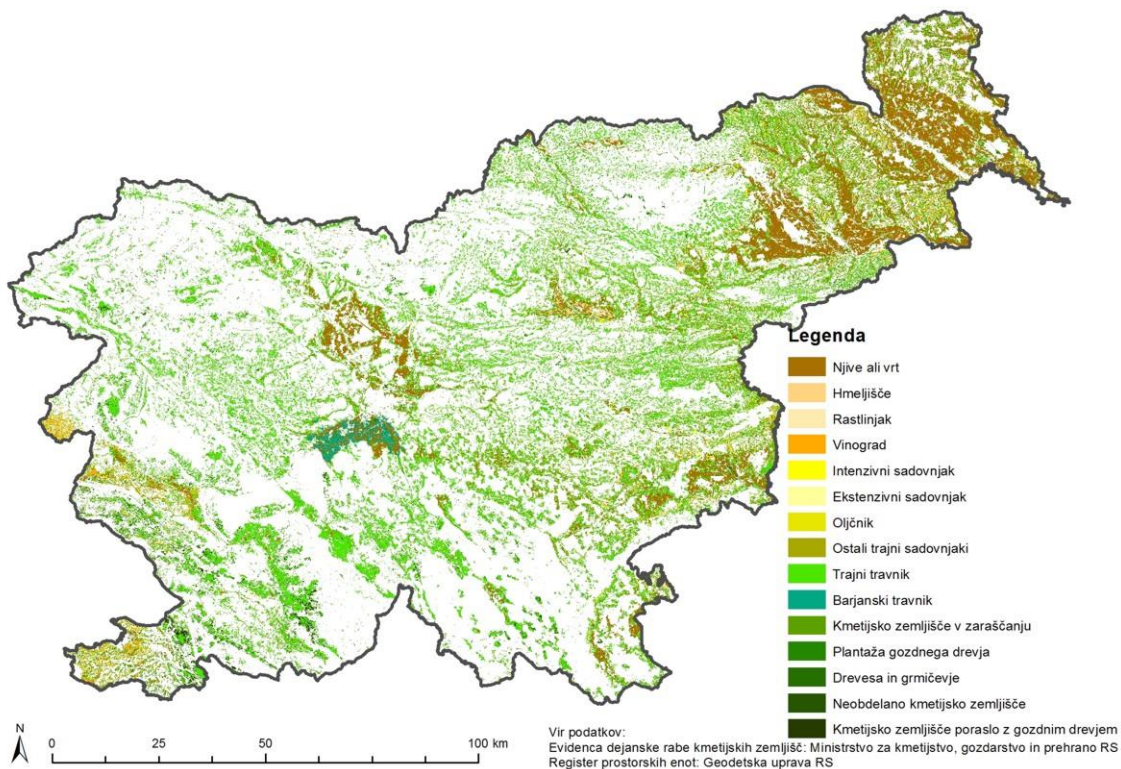 Legenda
Njive ali vrt
Hmeljišče
Rastlinjak
Vinograd
Intenzivni sadovnjak
Ekstenzivni sadovnjak
Oljčnik
Ostali trajni sadovnjaki
Trajni travnik
Barjanski travnik
Kmetijsko zemljišče v zaraščanju
Plantaža gozdnega drevja
Drevesa in grmičevje
Neobdelano kmetijsko zemljišče
Kmetijsko zemljišče poraslo z gozdnim drevjem
N
0 25 50 100 km
Vir podatkov:
Evidenca dejanske rabe kmetijskih zemljišč: Ministrstvo za kmetijstvo, gozdarstvo in prehrano RS
Register prostorskih enot: Geodetska uprava RS